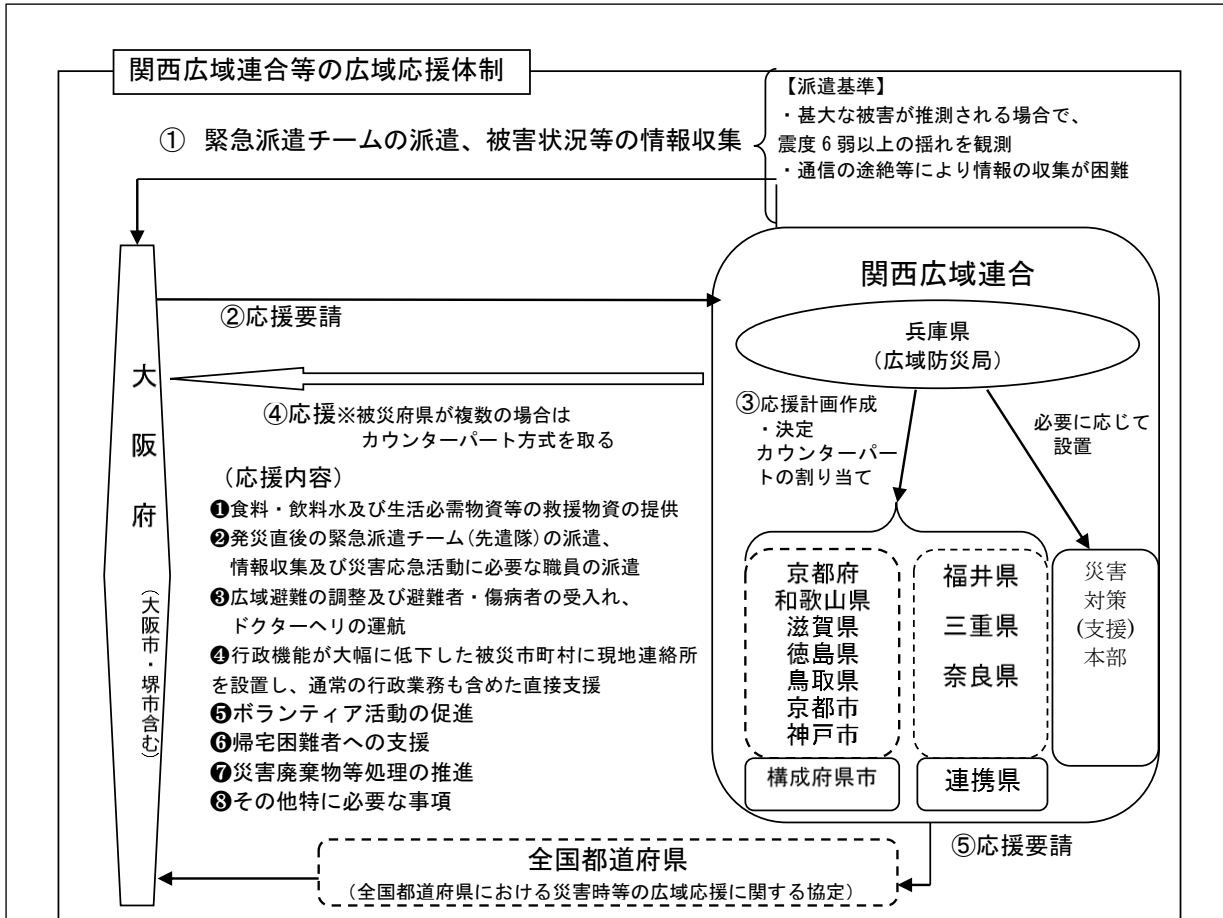 関西広域連合等の広域応援体制
【派遣基準】
・甚大な被害が推測される場合で、
震度6弱以上の揺れを観測
・通信の途絶等により情報の収集が困難
① 緊急派遣チームの派遣、被害状況等の情報収集
関西広域連合
兵庫県
（広域防災局）
②応援要請
大阪府
（大阪市・堺市含む）
④応援※被災府県が複数の場合は
カウンターパート方式を取る
③応援計画作成
・決定
カウンターパー
トの割り当て
必要に応じて
設置
（応援内容）
❶食料・飲料水及び生活必需物資等の救援物資の提供
❷発災直後の緊急派遣チーム(先遣隊)の派遣、
情報収集及び災害応急活動に必要な職員の派遣
❸広域避難の調整及び避難者・傷病者の受入れ、
ドクターヘリの運航
❹行政機能が大幅に低下した被災市町村に現地連絡所
を設置し、通常の行政業務も含めた直接支援
❺ボランティア活動の促進
❻帰宅困難者への支援
❼災害廃棄物等処理の推進
❽その他特に必要な事項
京都府
和歌山県
滋賀県
徳島県
鳥取県
京都市
神戸市
構成府県市
福井県
三重県
奈良県
連携県
災害
対策
(支援)
本部
⑤応援要請
全国都道府県
（全国都道府県における災害時等の広域応援に関する協定）